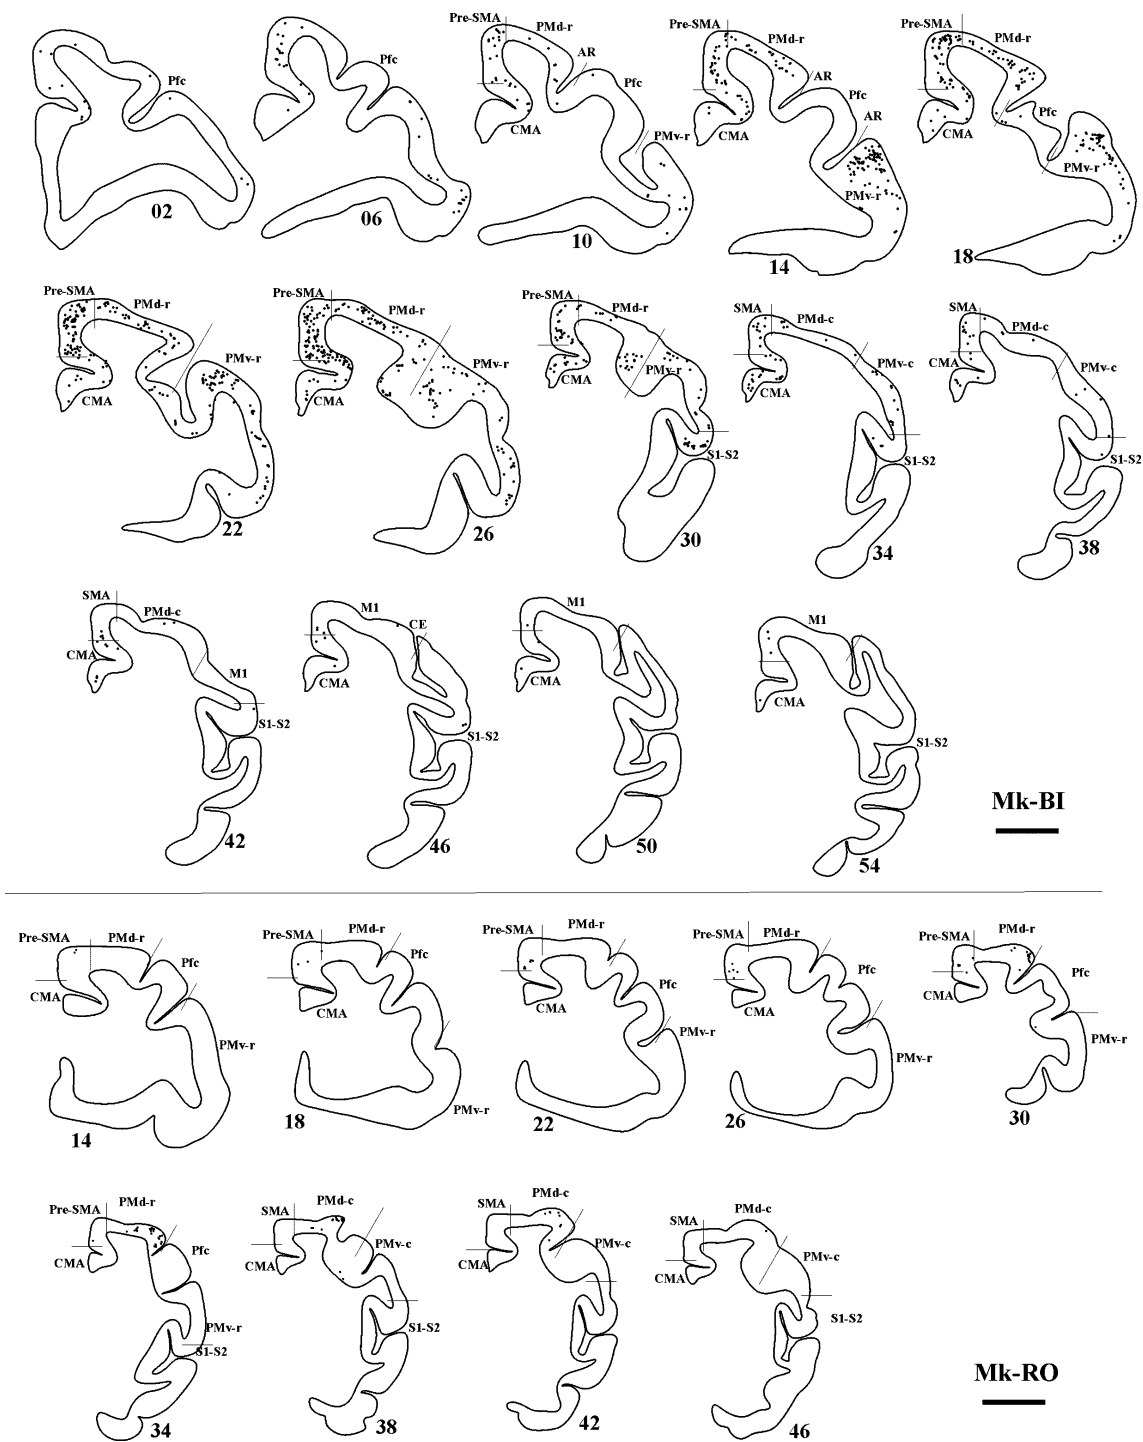 Pfc
02
Pfc
06
Pre-SMA PMd-r
AR
Pfc
PMv-r
CMA
10
Pre-SMA PMd-r
AR
Pfc
AR
CMA
PMv-r
14
Pre-SMA PMd-r
Pfc
CMA
PMv-r
18
Pre-SMA PMd-r
PMv-r
CMA
22
Pre-SMA PMd-r
PMv-r
CMA
26
Pre-SMA PMd-r
PMv-r
CMA
S1-S2
30
SMA PMd-c
PMv-c
CMA
S1-S2
34
SMA PMd-c
CMA
PMv-c
S1-S2
38
SMA PMd-c
CMA
M1
S1-S2
42
M1
CE
CMA
S1-S2
46
M1
CMA
50
M1
CMA
S1-S2
54
Mk-BI
Pre-SMA PMd-r
Pfc
CMA
PMv-r
14
Pre-SMA PMd-r
Pfc
CMA
PMv-r
18
Pre-SMA PMd-r
Pfc
CMA
PMv-r
22
Pre-SMA PMd-r
Pfc
CMA
PMv-r
26
Pre-SMA PMd-r
Pfc
CMA
PMv-r
30
Pre-SMA PMd-r
Pfc
CMA
PMv-r
S1-S2
34
SMA PMd-c
PMv-c
CMA
S1-S2
38
SMA PMd-c
PMv-c
CMA
42
SMA PMd-c
PMv-c
CMA
S1-S2
46
Mk-RO